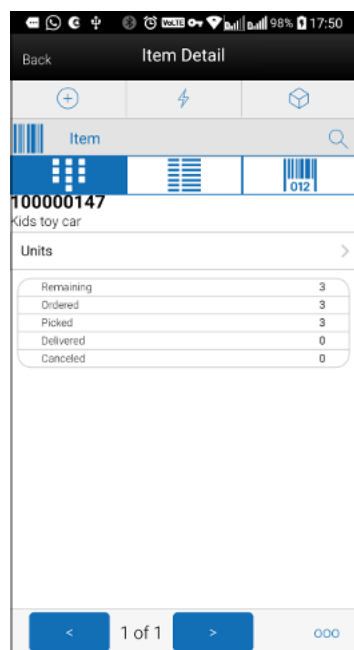 VoLTE 98% 17:50
Back Item Detail
Item
012
100000147
Kids toy car
Units
Remaining 3
Ordered 3
Picked 3
Delivered 0
Canceled 0
< 1 of 1 >